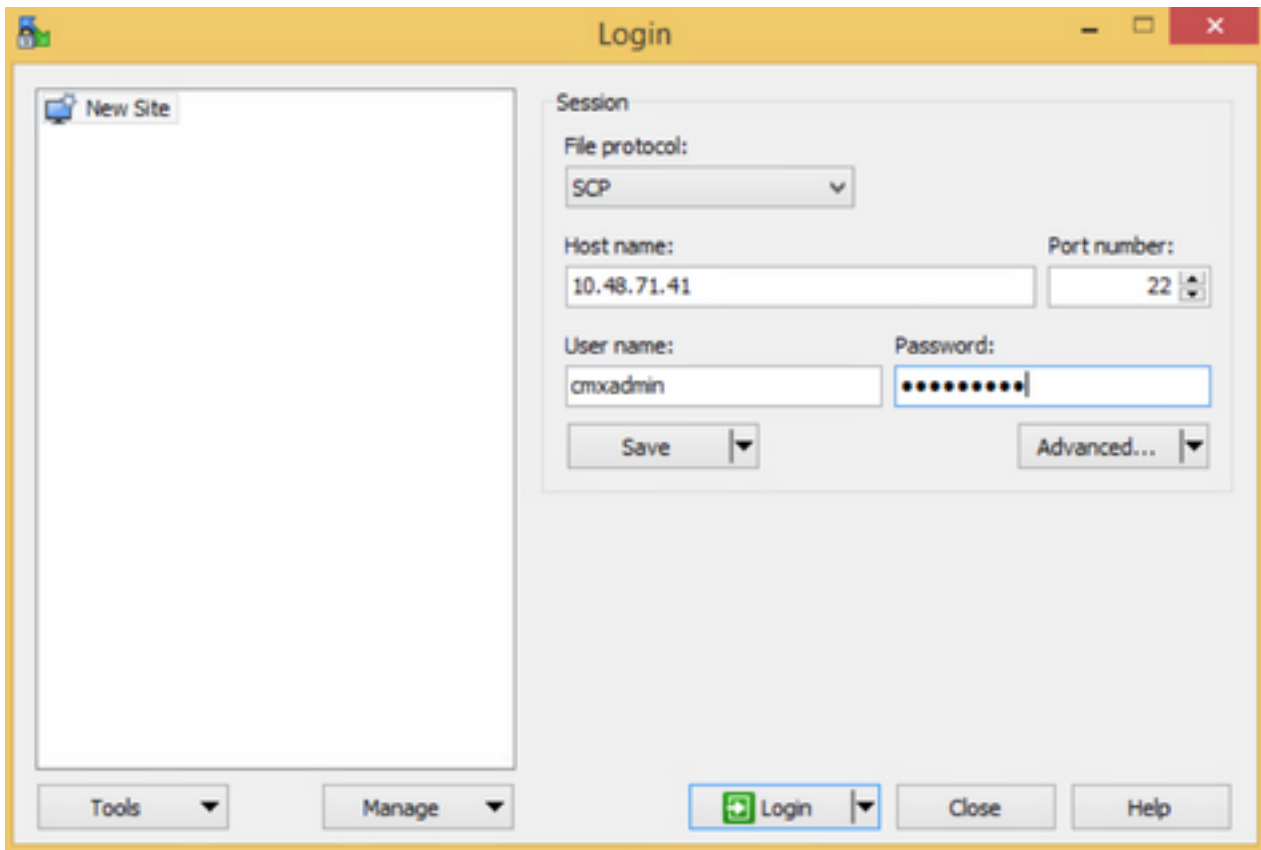 Login
New Site
Session
File protocol:
SCP
Host name:
Port number:
10.48.71.41
22
User name:
Password:
cmxadmin
•••••••••
Save
Advanced...
Tools
Manage
Login
Close
Help